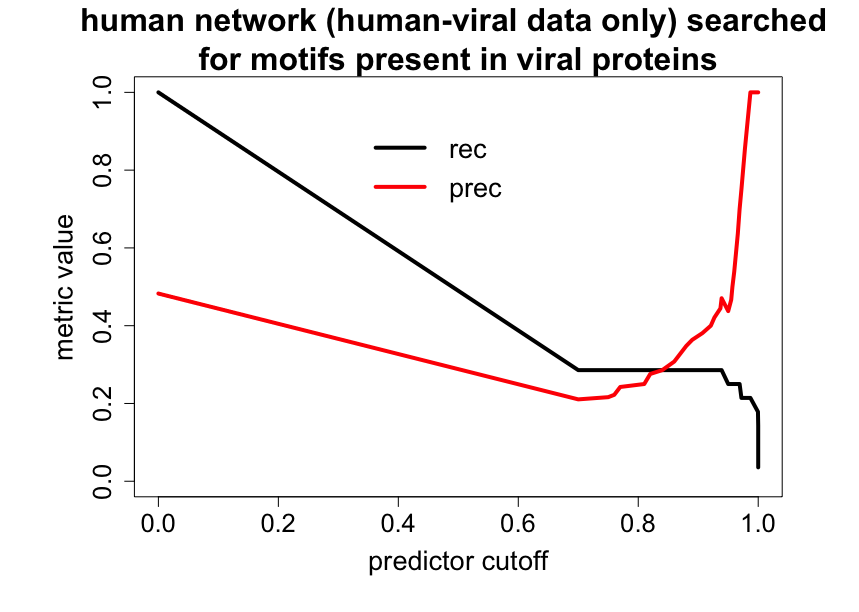 human network (human-viral data only) searched
for motifs present in viral proteins
metric value
1.0
0.8
0.6
0.4
0.2
0.0
rec
prec
0.0 0.2 0.4 0.6 0.8 1.0
predictor cutoff